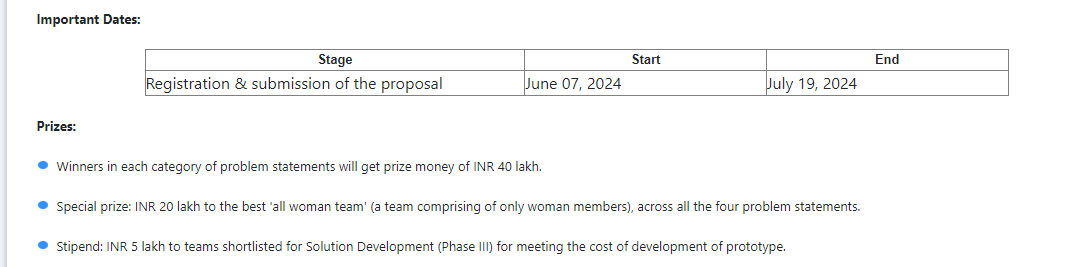 Important Dates:
Stage Start End
Registration & submission of the proposal June 07, 2024 July 19, 2024
Prizes:
Winners in each category of problem statements will get prize money of INR 40 lakh.
Special prize: INR 20 lakh to the best 'all woman team' (a team comprising of only woman members), across all the four problem statements.
Stipend: INR 5 lakh to teams shortlisted for Solution Development (Phase III) for meeting the cost of development of prototype.